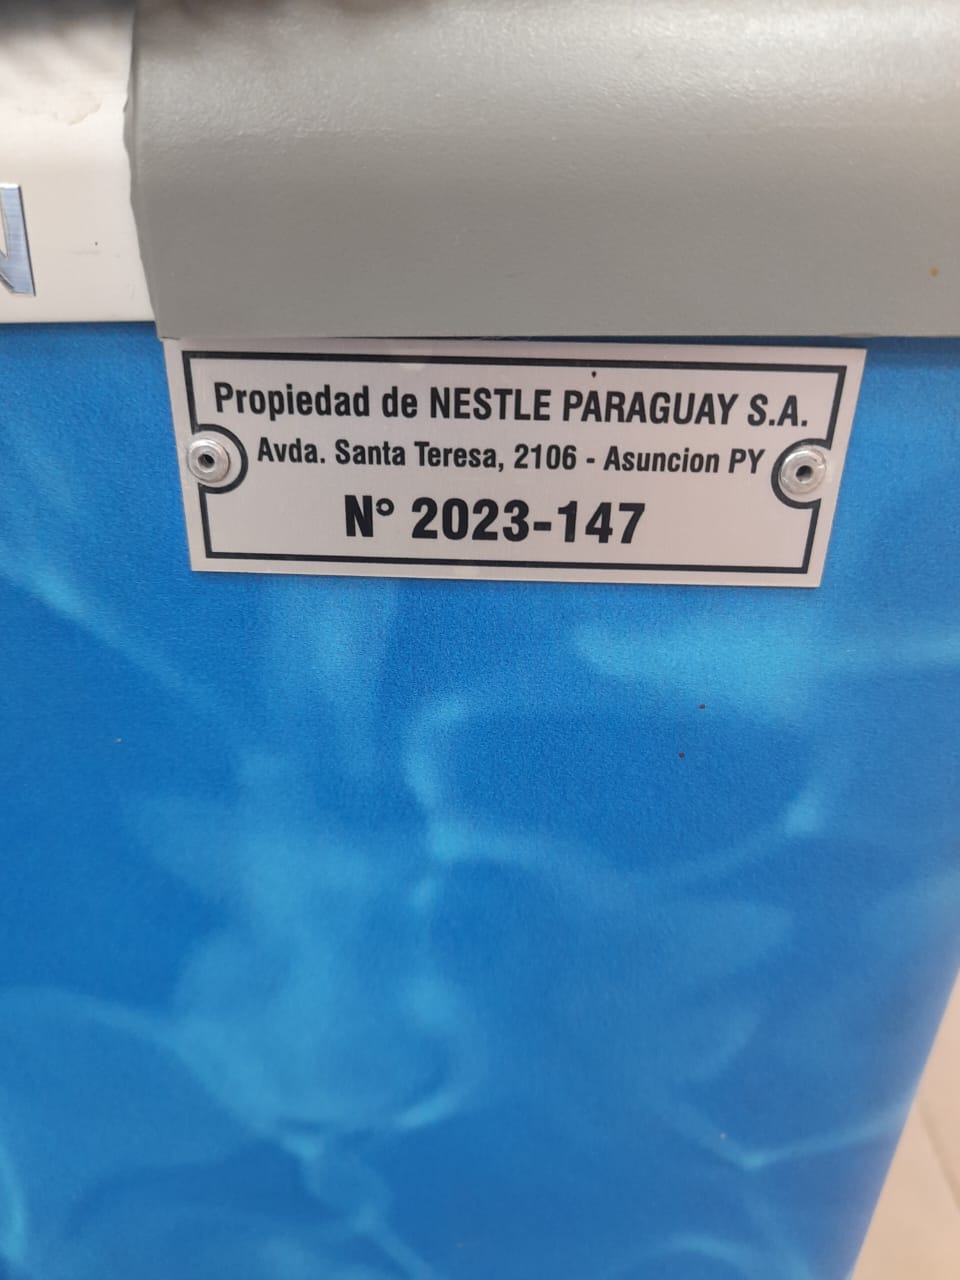 N
Propiedad de NESTLE PARAGUAY S.A.
Avda. Santa Teresa, 2106 - Asuncion PY
N° 2023-147